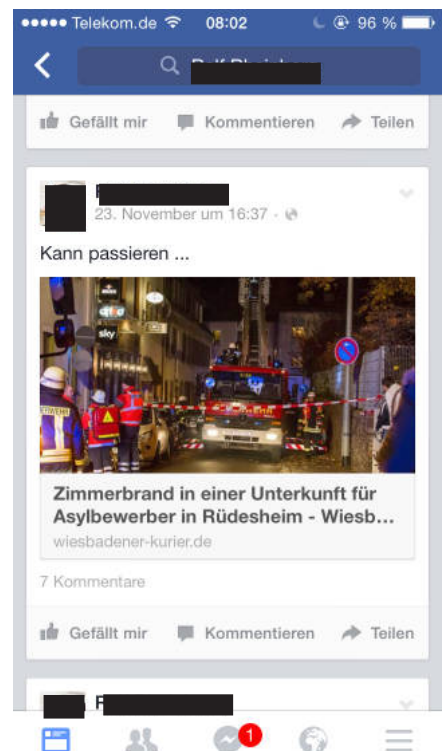 Telekom.de 08:02 96 %
Gefällt mir Kommentieren Teilen
23. November um 16:37
Kann passieren ...
sky
Zimmerbrand in einer Unterkunft für
Asylbewerber in Rüdesheim - Wiesb...
wiesbadener-kurier.de
7 Kommentare
Gefällt mir Kommentieren Teilen
1